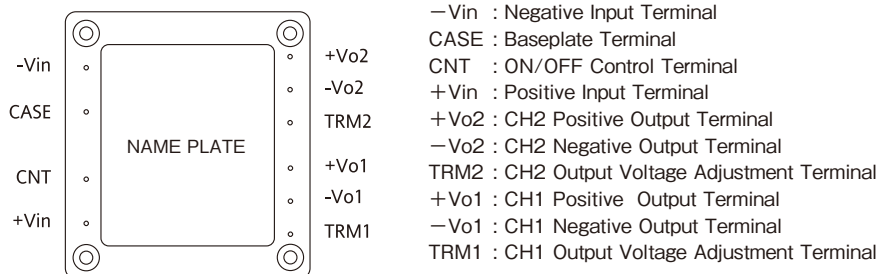 -Vin
CASE
CNT
+Vin
NAME PLATE
+Vo2
-Vo2
TRM2
+Vo1
-Vo1
TRM1
－Vin : Negative Input Terminal
CASE : Baseplate Terminal
CNT : ON/OFF Control Terminal
＋Vin : Positive Input Terminal
＋Vo2 : CH2 Positive Output Terminal
－Vo2 : CH2 Negative Output Terminal
TRM2 : CH2 Output Voltage Adjustment Terminal
＋Vo1 : CH1 Positive Output Terminal
－Vo1 : CH1 Negative Output Terminal
TRM1 : CH1 Output Voltage Adjustment Terminal